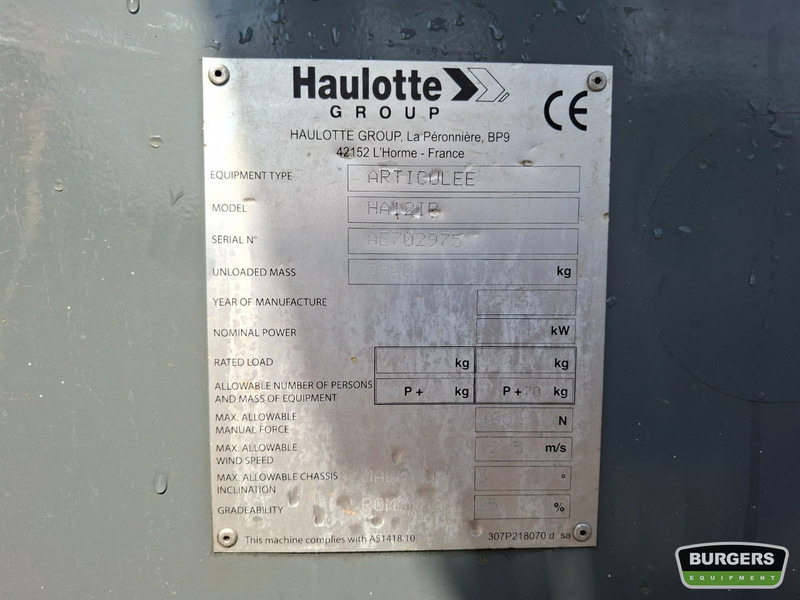 Haulotte
GROUP
CE
HAULOTTE GROUP, La Péronnière, BP9
42152 L'Horme - France
EQUIPMENT TYPE ARTICULEE
MODEL
SERIAL N° AE702975
UNLOADED MASS kg
YEAR OF MANUFACTURE
NOMINAL POWER kW
RATED LOAD kg kg
ALLOWABLE NUMBER OF PERSONS
AND MASS OF EQUIPMENT P + kg P + 70 kg
MAX. ALLOWABLE
MANUAL FORCE N
MAX. ALLOWABLE
WIND SPEED m/s
MAX. ALLOWABLE CHASSIS
INCLINATION °
GRADEABILITY %
This machine complies with AS1418.10 307P218070 d sa
BURGERS
EQUIPMENT